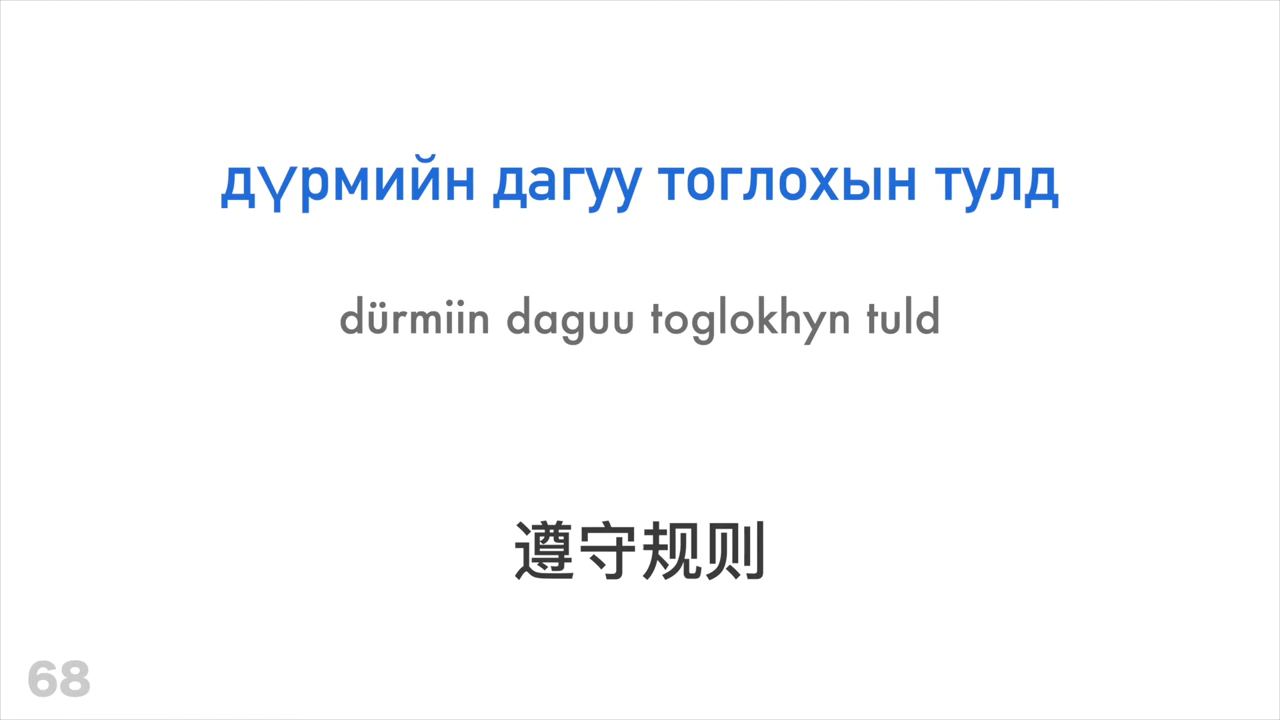 дүрмийн дагуу тоглохын тулд
dürmiin daguu toglokhyn tuld
遵守规则
68